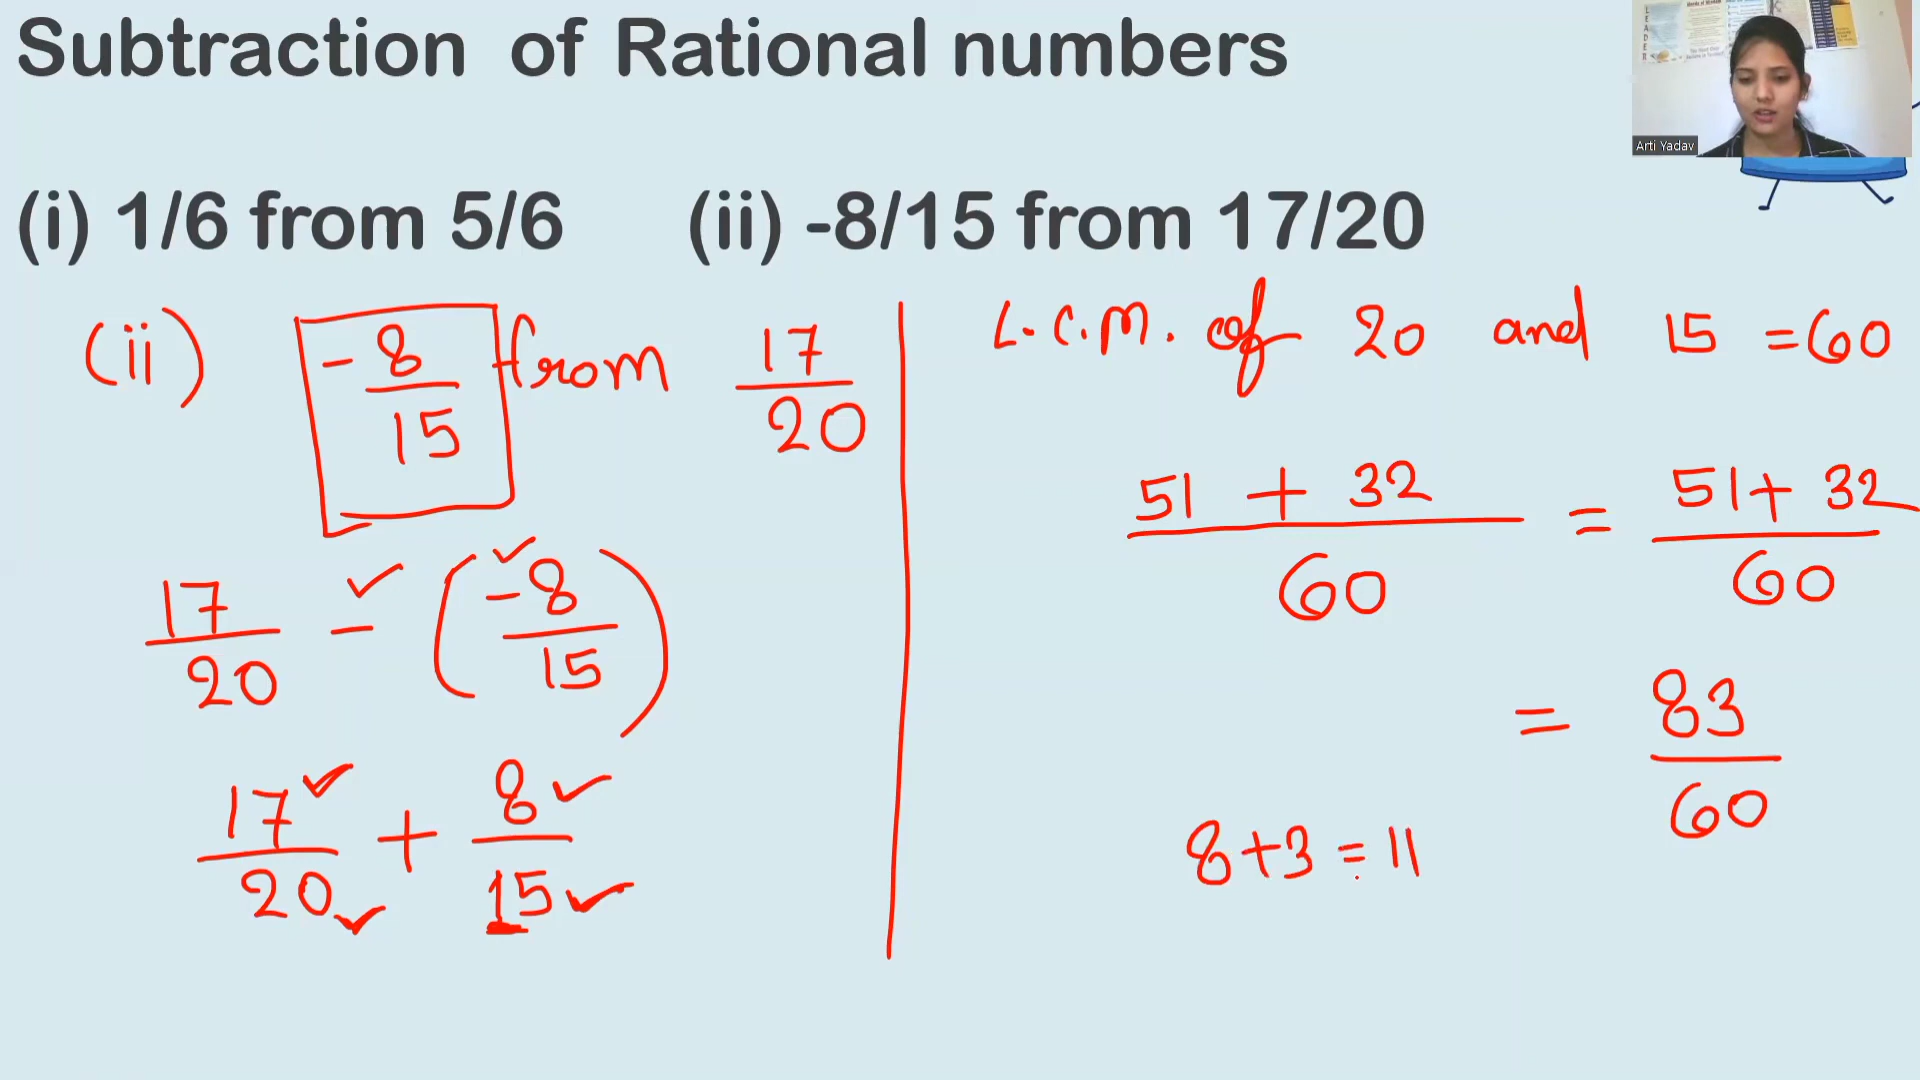 Subtraction of Rational numbers
(i) 1/6 from 5/6 (ii) -8/15 from 17/20
(ii) -8/15 from 17/20
17/20 - (-8/15)
17/20 + 8/15
L.C.M. of 20 and 15 = 60
51 + 32/60 = 51 + 32/60
= 83/60
8+3=11
LEADER
Arti Yadav